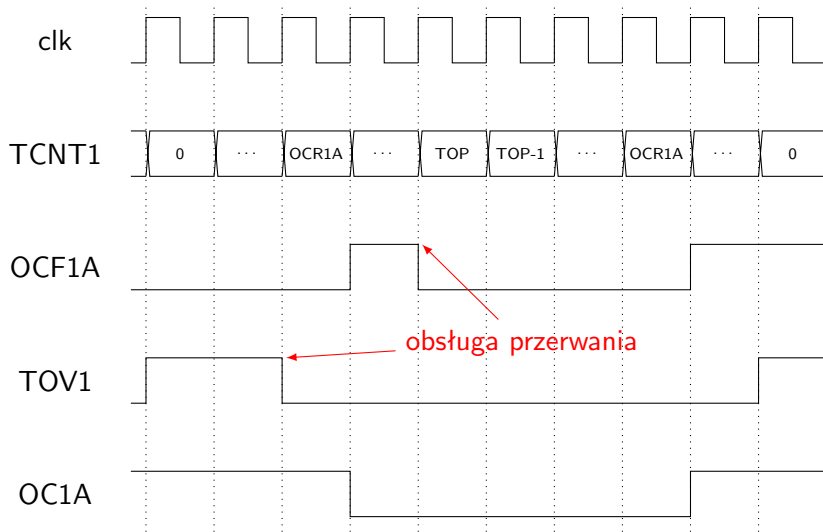 clk
TCNT1
0 ··· OCR1A ··· TOP TOP-1 ··· OCR1A ··· 0
OCF1A
obsługa przerwania
TOV1
OC1A